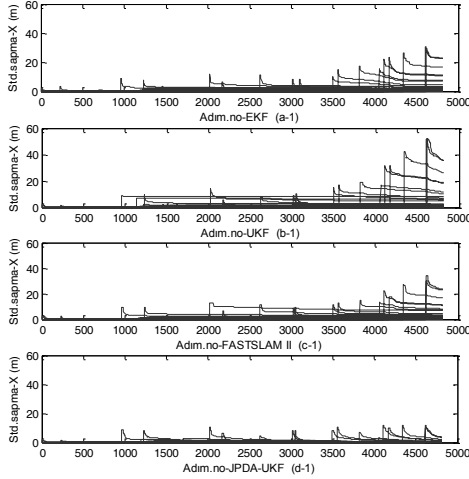 Std.sapma-X (m)
60
40
20
0
0 500 1000 1500 2000 2500 3000 3500 4000 4500 5000
Adım.no-EKF (a-1)
Std.sapma-X (m)
60
40
20
0
0 500 1000 1500 2000 2500 3000 3500 4000 4500 5000
Adım.no-UKF (b-1)
Std.sapma-X (m)
60
40
20
0
0 500 1000 1500 2000 2500 3000 3500 4000 4500 5000
Adım.no-FASTSLAM II (c-1)
Std.sapma-X (m)
60
40
20
0
0 500 1000 1500 2000 2500 3000 3500 4000 4500 5000
Adım.no-JPDA-UKF (d-1)